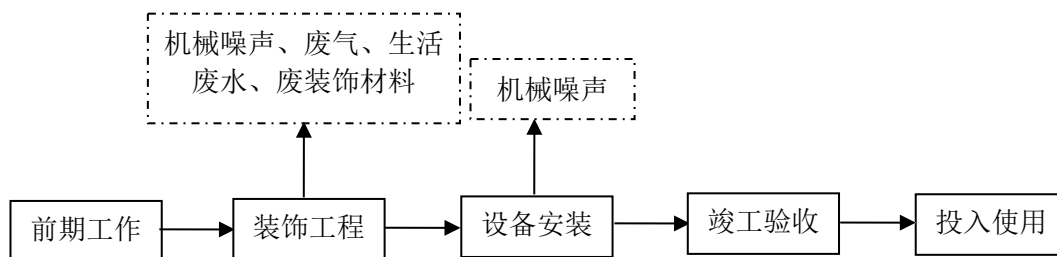 机械噪声、废气、生活
废水、废装饰材料
机械噪声
前期工作
装饰工程
设备安装
竣工验收
投入使用